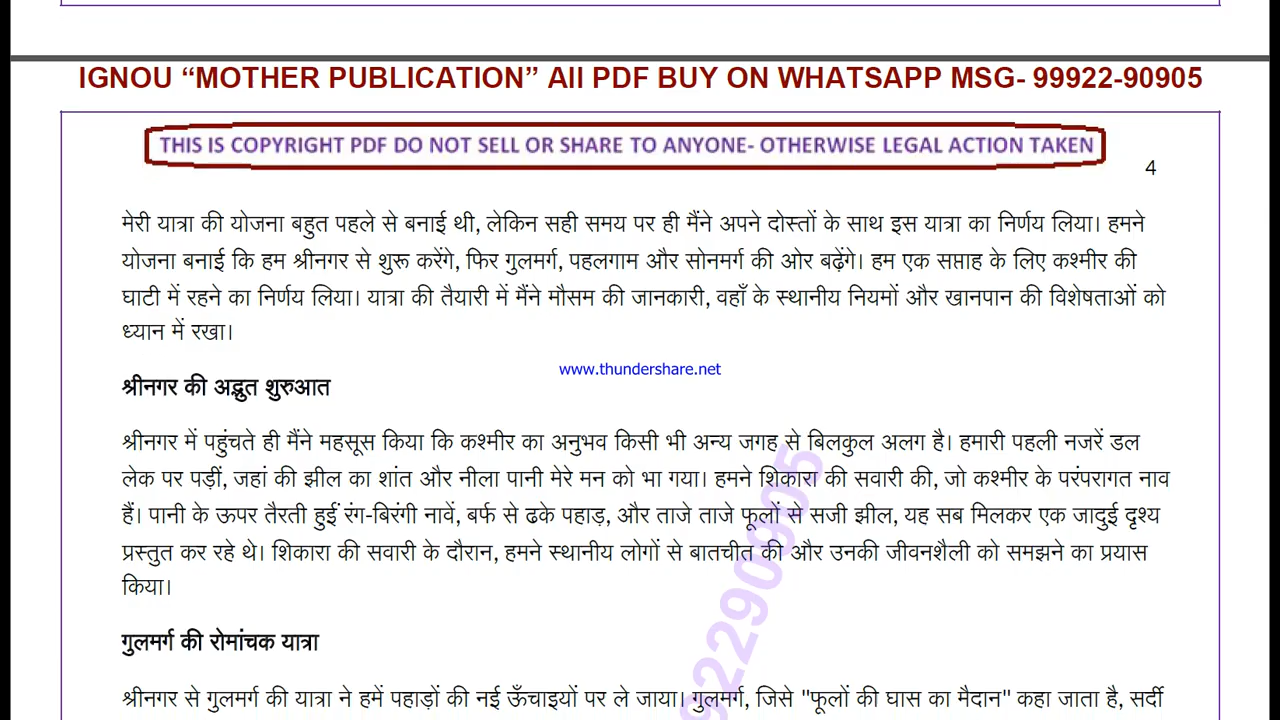 IGNOU “MOTHER PUBLICATION” All PDF BUY ON WHATSAPP MSG- 99922-90905
THIS IS COPYRIGHT PDF DO NOT SELL OR SHARE TO ANYONE- OTHERWISE LEGAL ACTION TAKEN
4
मेरी यात्रा की योजना बहुत पहले से बनाई थी, लेकिन सही समय पर ही मैंने अपने दोस्तों के साथ इस यात्रा का निर्णय लिया। हमने
योजना बनाई कि हम श्रीनगर से शुरू करेंगे, फिर गुलमर्ग, पहलगाम और सोनमर्ग की ओर बढ़ेंगे। हम एक सप्ताह के लिए कश्मीर की
घाटी में रहने का निर्णय लिया। यात्रा की तैयारी में मैंने मौसम की जानकारी, वहाँ के स्थानीय नियमों और खानपान की विशेषताओं को
ध्यान में रखा।
www.thundershare.net
श्रीनगर की अद्भुत शुरुआत
श्रीनगर में पहुंचते ही मैंने महसूस किया कि कश्मीर का अनुभव किसी भी अन्य जगह से बिलकुल अलग है। हमारी पहली नजरें डल
लेक पर पड़ीं, जहां की झील का शांत और नीला पानी मेरे मन को भा गया। हमने शिकारा की सवारी की, जो कश्मीर के परंपरागत नाव
हैं। पानी के ऊपर तैरती हुई रंग-बिरंगी नावें, बर्फ से ढके पहाड़, और ताजे ताजे फूलों से सजी झील, यह सब मिलकर एक जादुई दृश्य
प्रस्तुत कर रहे थे। शिकारा की सवारी के दौरान, हमने स्थानीय लोगों से बातचीत की और उनकी जीवनशैली को समझने का प्रयास
किया।
गुलमर्ग की रोमांचक यात्रा
श्रीनगर से गुलमर्ग की यात्रा ने हमें पहाड़ों की नई ऊँचाइयों पर ले जाया। गुलमर्ग, जिसे "फूलों की घास का मैदान" कहा जाता है, सर्दी